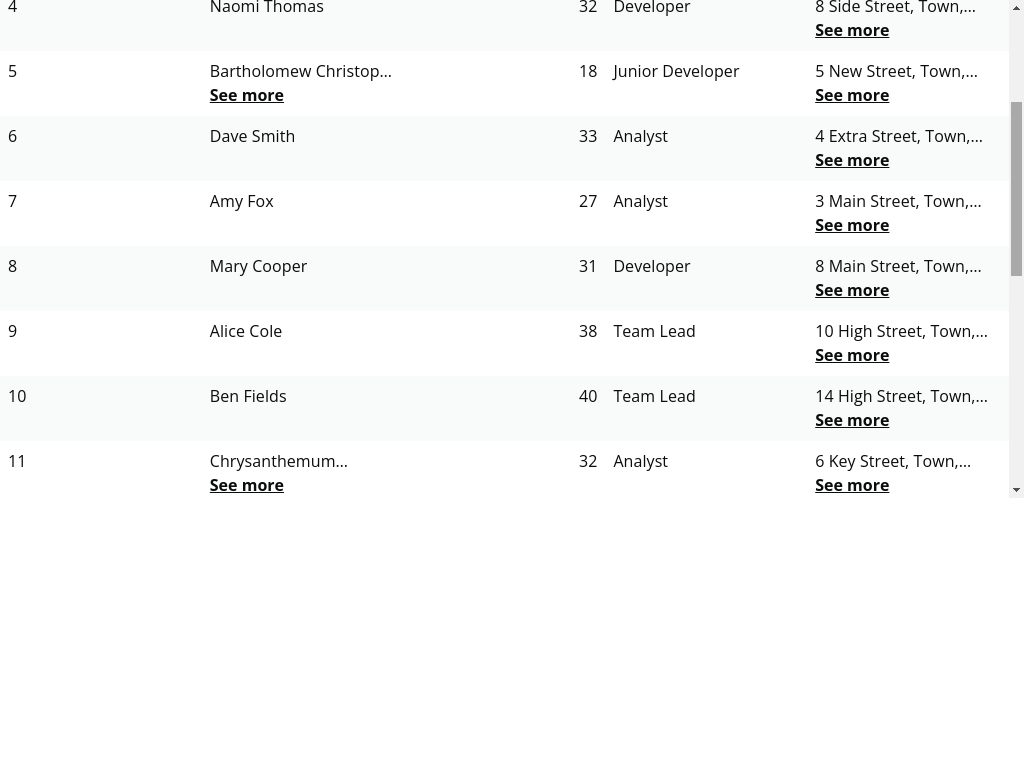 4 Naomi Thomas 32 Developer 8 Side Street, Town,...
See more
5 Bartholomew Christop... 18 Junior Developer 5 New Street, Town,...
See more See more
6 Dave Smith 33 Analyst 4 Extra Street, Town,...
See more
7 Amy Fox 27 Analyst 3 Main Street, Town,...
See more
8 Mary Cooper 31 Developer 8 Main Street, Town,...
See more
9 Alice Cole 38 Team Lead 10 High Street, Town,...
See more
10 Ben Fields 40 Team Lead 14 High Street, Town,...
See more
11 Chrysanthemum... 32 Analyst 6 Key Street, Town,...
See more See more